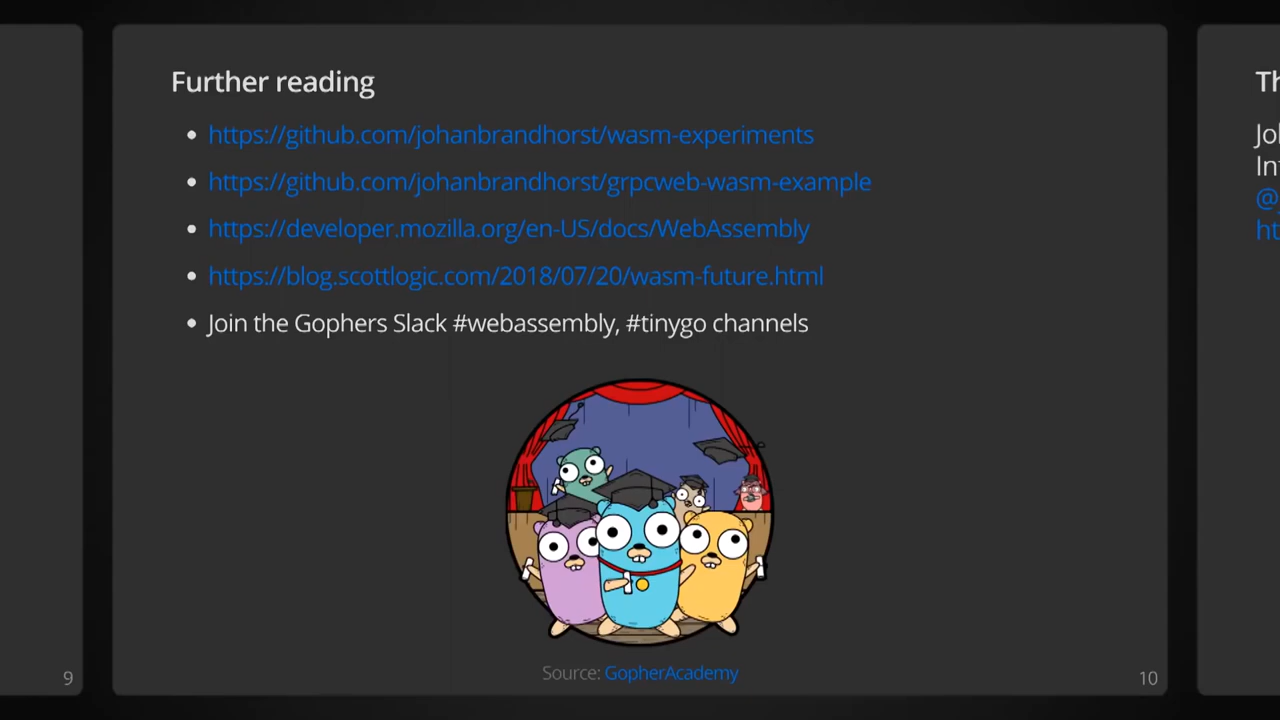 Further reading
https://github.com/johanbrandhorst/wasm-experiments
https://github.com/johanbrandhorst/grpcweb-wasm-example
https://developer.mozilla.org/en-US/docs/WebAssembly
https://blog.scottlogic.com/2018/07/20/wasm-future.html
Join the Gophers Slack #webassembly, #tinygo channels
Source: GopherAcademy
9
10